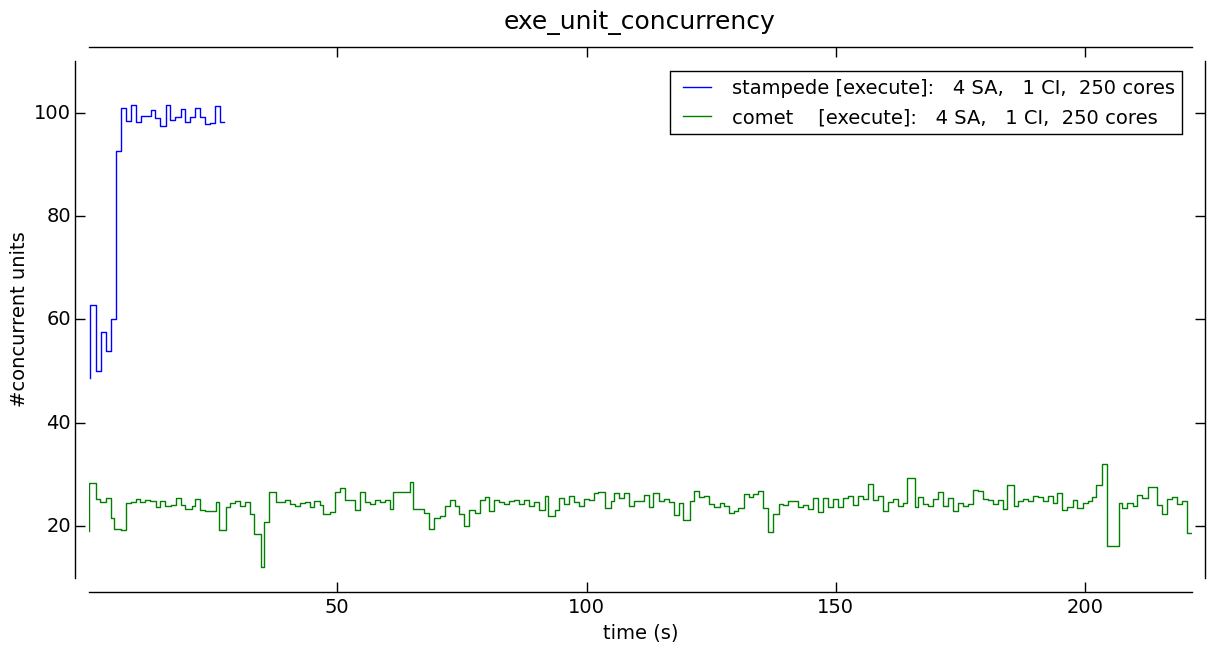 exe_unit_concurrency
stampede [execute]:   4 SA,   1 CI,  250 cores
comet    [execute]:   4 SA,   1 CI,  250 cores
#concurrent units
100
80
60
40
20
50 100 150 200
time (s)